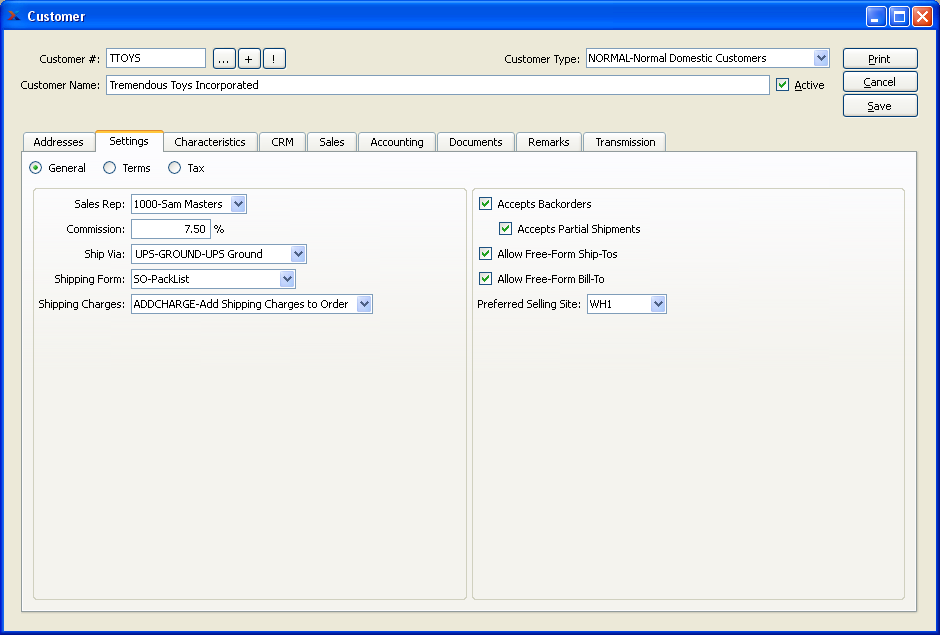 Customer
Customer #: TTOYS ... + ! Customer Type: NORMAL-Normal Domestic Customers Print
Customer Name: Tremendous Toys Incorporated Active Cancel
Save
Addresses Settings Characteristics CRM Sales Accounting Documents Remarks Transmission
General Terms Tax
Sales Rep: 1000-Sam Masters
Commission: 7.50 %
Ship Via: UPS-GROUND-UPS Ground
Shipping Form: SO-PackList
Shipping Charges: ADDCHARGE-Add Shipping Charges to Order
Accepts Backorders
Accepts Partial Shipments
Allow Free-Form Ship-Tos
Allow Free-Form Bill-To
Preferred Selling Site: WH1